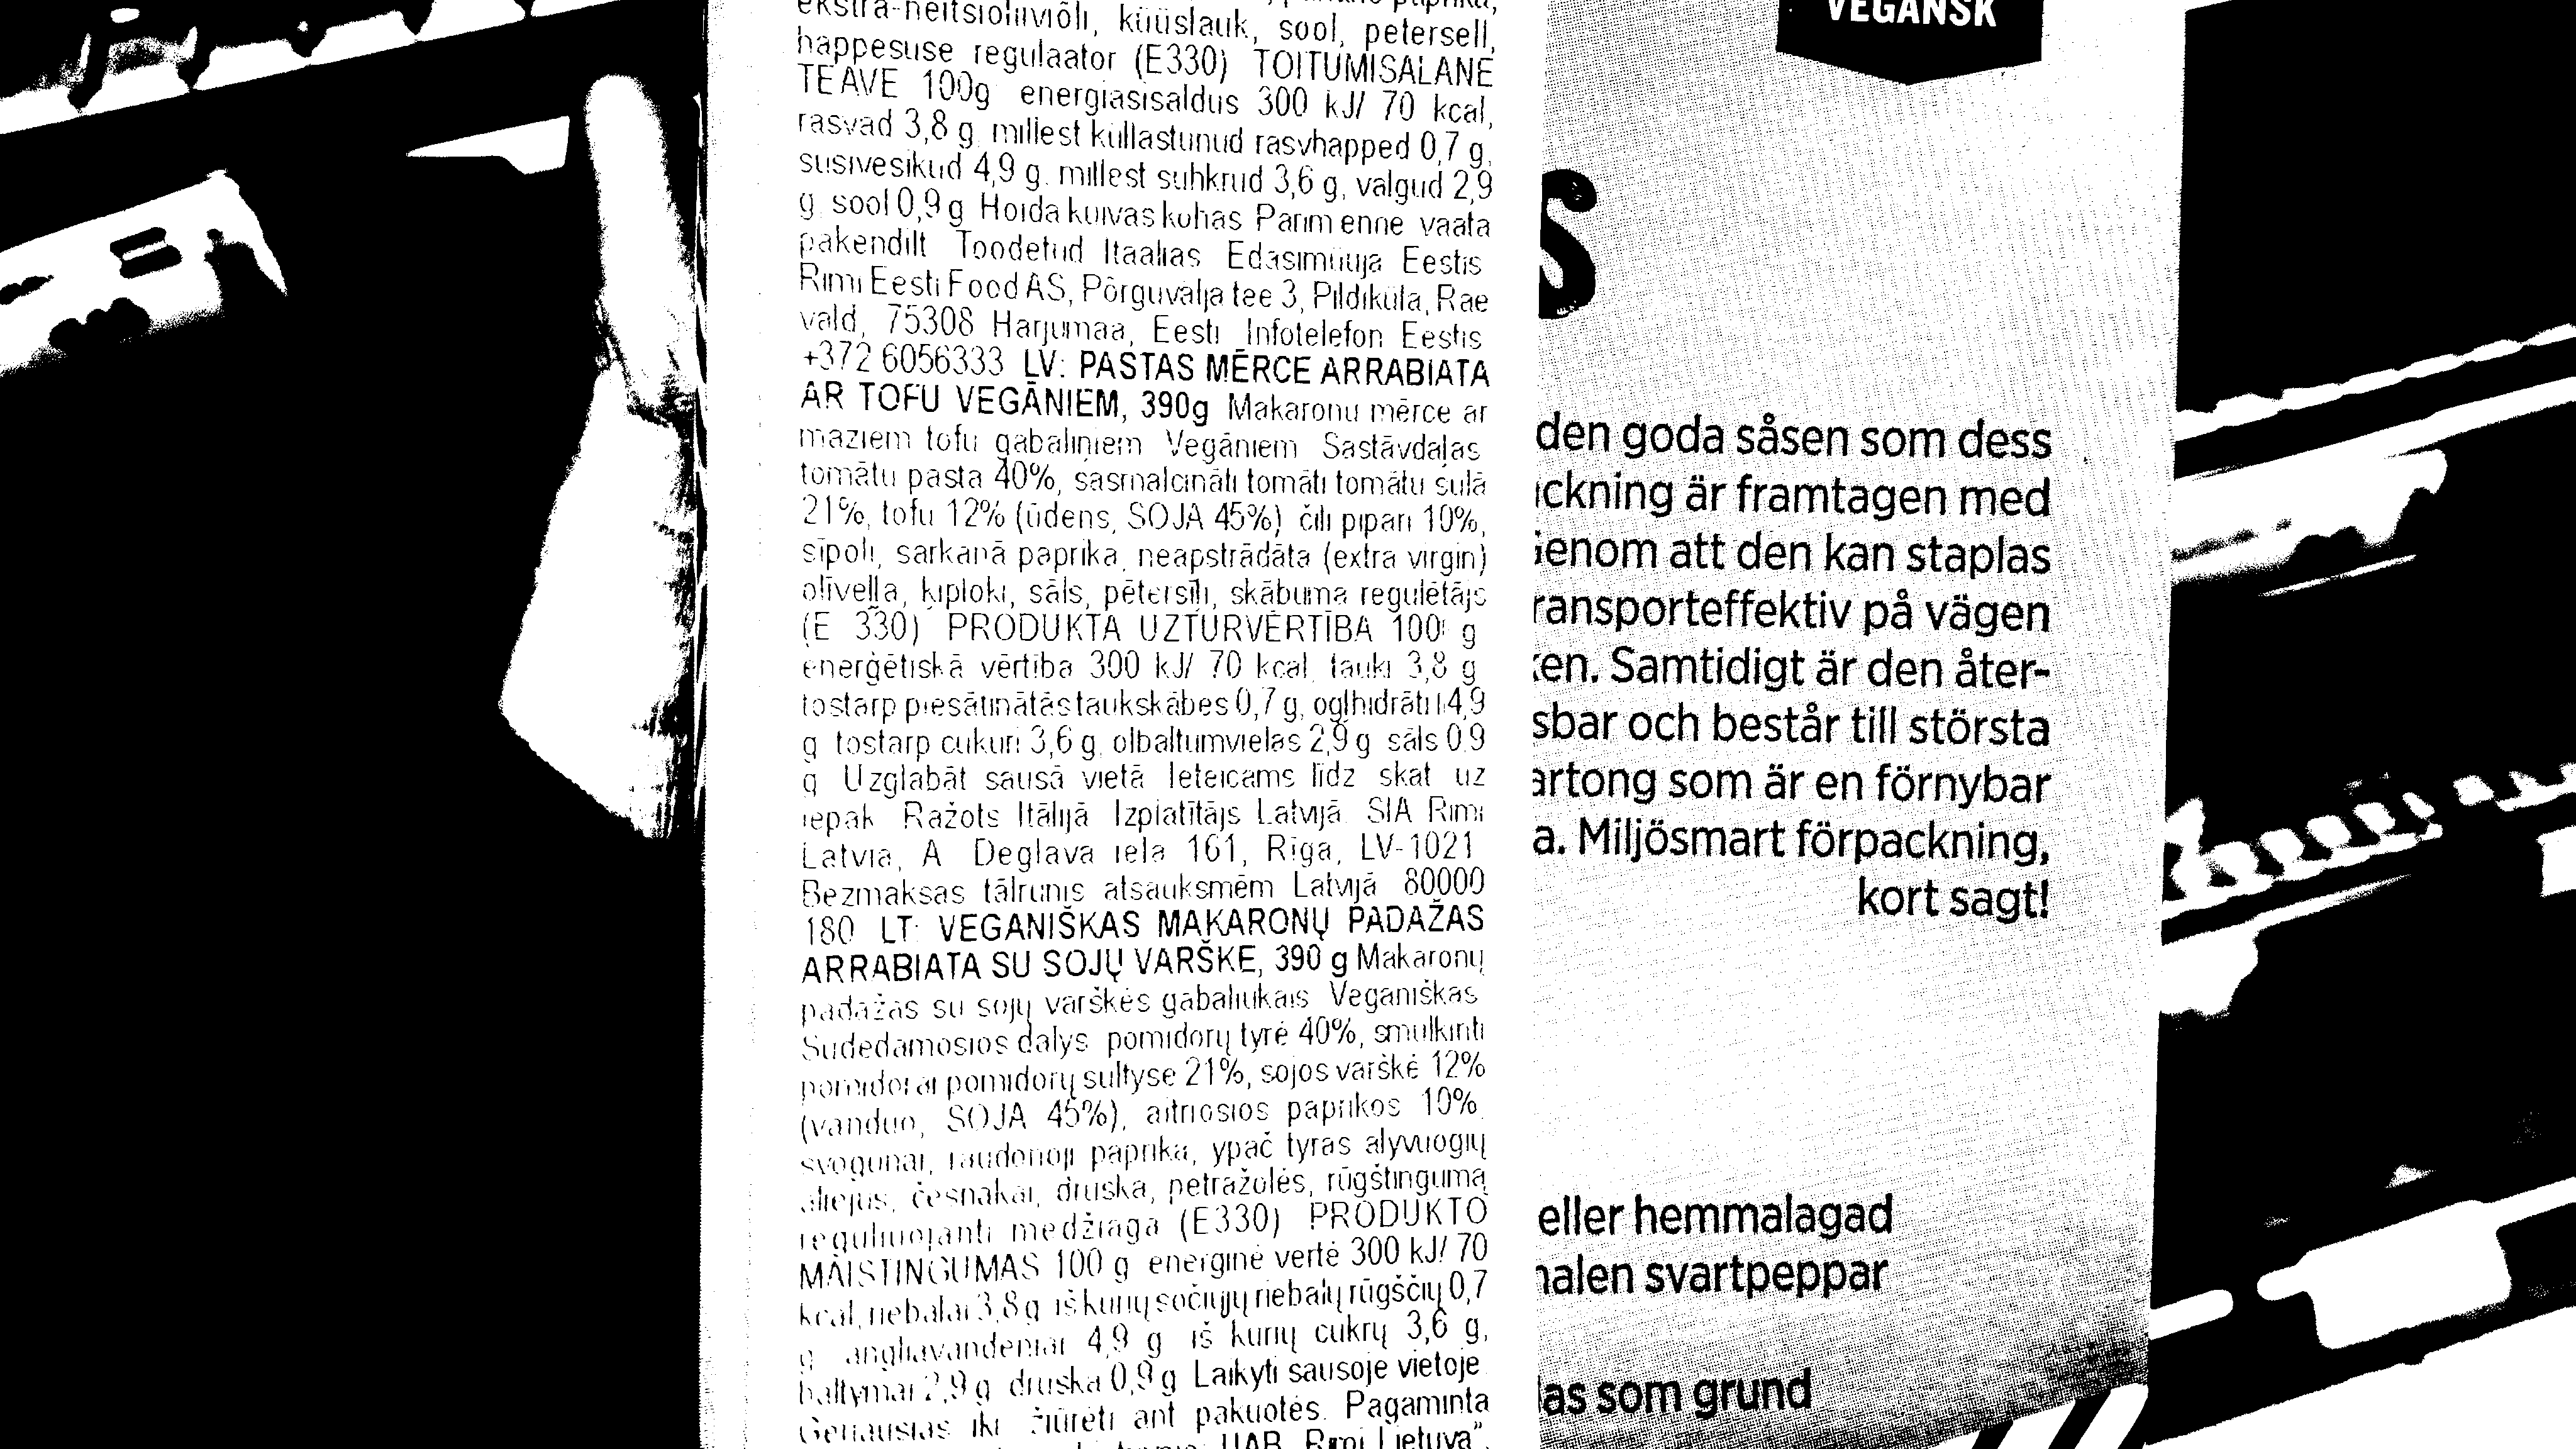 ekstra-neitsioliiviõli, küüslauk, sool, petersell,
happesuse regulaator (E330) TOITUMISALANE
TEAVE 100g energiasisaldus 300 kJ/ 70 kcal,
rasvad 3,8 g millest küllastunud rasvhapped 0,7 g,
süsivesikud 4,9 g, millest suhkrud 3,6 g, valgud 2,9
g sool 0,9 g Hoida kuivas kohas Parim enne vaata
pakendilt Toodetud Itaalias Edasimüüja Eestis
Rimi Eesti Food AS, Põrguvälja tee 3, Pildiküla, Rae
vald, 75308 Harjumaa, Eesti Infotelefon Eestis
+372 6056333 LV: PASTAS MĒRCE ARRABIATA
AR TOFU VEGĀNIEM, 390g Makaronu mērce ar
maziem tofu gabaliņiem Vegāniem Sastāvdaļas
tomātu pasta 40%, sasmalcināti tomāti tomātu sulā
21%, tofu 12% (ūdens, SOJA 45%) čili pipari 10%,
sīpoli, sarkanā paprika, neapstrādāta (extra virgin)
olīveļļa, ķiploki, sāls, pētersīļi, skābuma regulētājs
(E 330) PRODUKTA UZTURVĒRTĪBA 100 g
enerģētiskā vērtība 300 kJ/ 70 kcal, tauki 3,8 g
tostarp piesātinātās taukskābes 0,7 g, ogļhidrāti 4,9
g tostarp cukuri 3,6 g, olbaltumvielas 2,9 g sāls 0,9
g Uzglabāt sausā vietā Ieteicams līdz skat uz
iepak Ražots Itālijā Izplatītājs Latvijā SIA Rimi
Latvia, A Deglava iela 161, Rīga, LV-1021
Bezmaksas tālrunis atsauksmēm Latvijā 80000
180 LT: VEGANIŠKAS MAKARONŲ PADAŽAS
ARRABIATA SU SOJŲ VARŠKE, 390 g Makaronų
padažas su sojų varškės gabaliukais Veganiškas
Sudedamosios dalys pomidorų tyrė 40%, smulkinti
pomidorai pomidorų sultyse 21%, sojos varškė 12%
(vanduo, SOJA 45%), aitriosios paprikos 10%
svogūnai, raudonoji paprika, ypač tyras alyvuogių
aliejus, česnakai, druska, petražolės, rūgštingumą
reguliuojanti medžiaga (E330) PRODUKTO
MAISTINGUMAS 100 g energinė vertė 300 kJ/ 70
kcal, riebalai 3,8 g iš kurių sočiųjų riebalų rūgščių 0,7
g angliavandeniai 4,9 g iš kurių cukrų 3,6 g,
baltymai 2,9 g druska 0,9 g Laikyti sausoje vietoje
Geriausias iki žiūrėti ant pakuotės. Pagaminta
UAB Rimi Lietuva",
VEGANSK
S
den goda såsen som dess
ckning är framtagen med
enom att den kan staplas
ransporteffektiv på vägen
en. Samtidigt är den åter-
sbar och består till största
artong som är en förnybar
a. Miljösmart förpackning,
kort sagt!
eller hemmalagad
nalen svartpeppar
las som grund